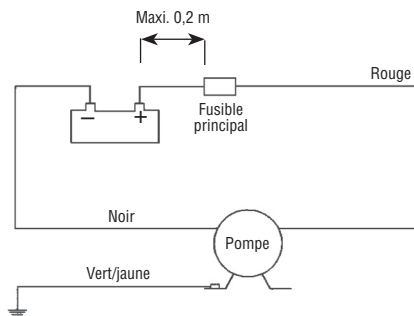 Maxi. 0,2 m
Rouge
Fusible
principal
− +
Noir
Pompe
Vert/jaune